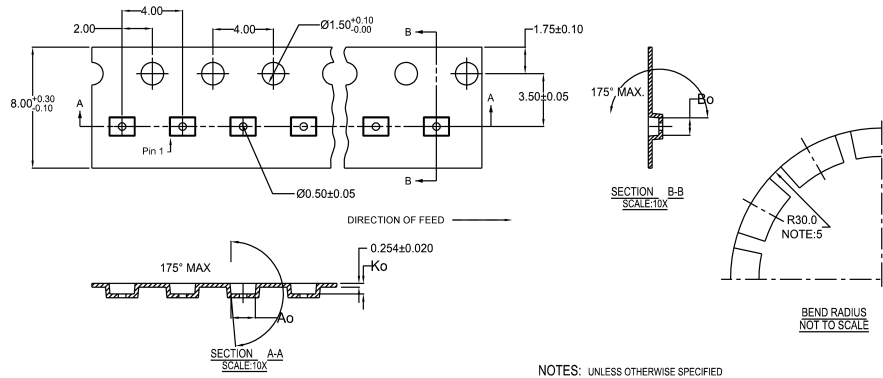 4.00
2.00
4.00
Ø1.50+0.10-0.00
B
1.75±0.10
8.00+0.30-0.10
A
A
3.50±0.05
Pin 1
B
Ø0.50±0.05
DIRECTION OF FEED
175° MAX.
Bo
SECTION B-B
SCALE:10X
R30.0
NOTE:5
BEND RADIUS
NOT TO SCALE
175° MAX
0.254±0.020
Ko
Ao
SECTION A-A
SCALE:10X
NOTES: UNLESS OTHERWISE SPECIFIED